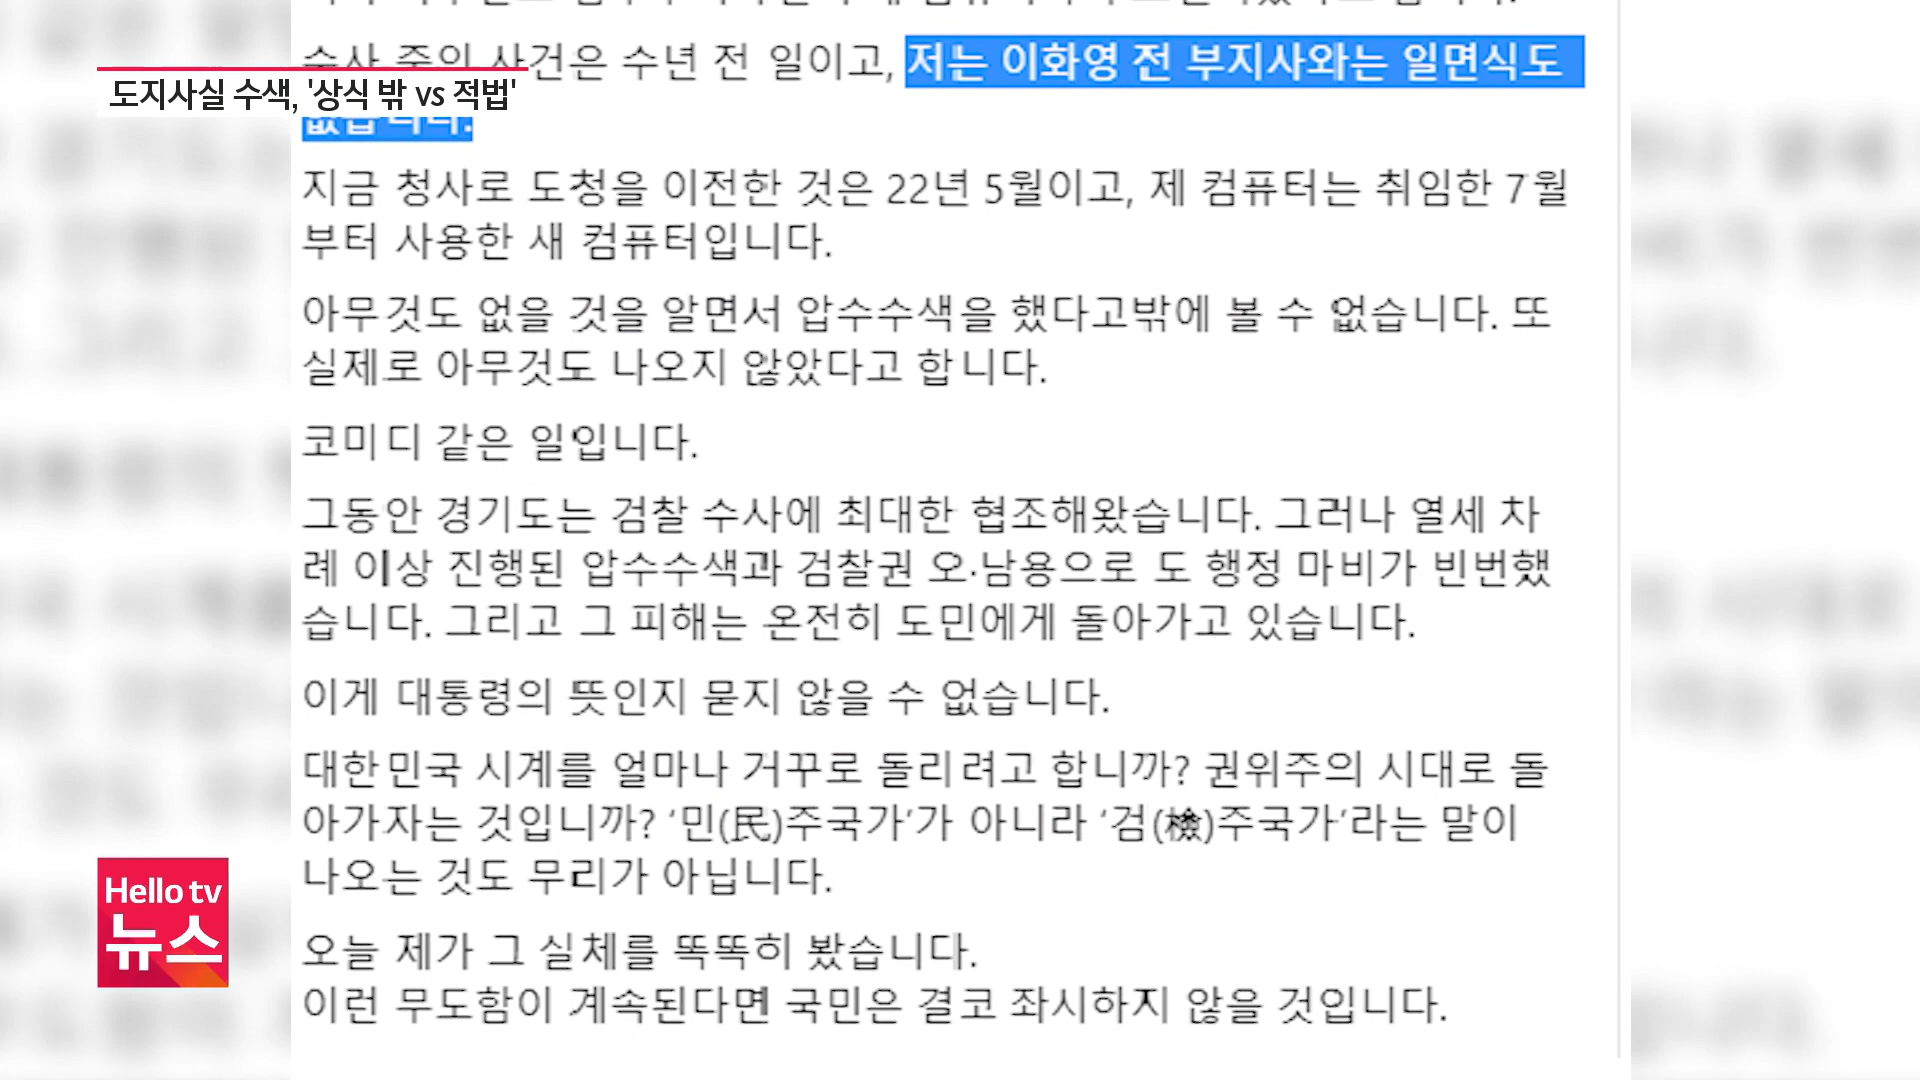 수사 중인 사건은 수년 전 일이고, 저는 이화영 전 부지사와는 일면식도
도지사실 수색, '상식 밖 vs 적법'
없습니다.
지금 청사로 도청을 이전한 것은 22년 5월이고, 제 컴퓨터는 취임한 7월
부터 사용한 새 컴퓨터입니다.
아무것도 없을 것을 알면서 압수수색을 했다고밖에 볼 수 없습니다. 또
실제로 아무것도 나오지 않았다고 합니다.
코미디 같은 일입니다.
그동안 경기도는 검찰 수사에 최대한 협조해왔습니다. 그러나 열세 차
례 이상 진행된 압수수색과 검찰권 오·남용으로 도 행정 마비가 빈번했
습니다. 그리고 그 피해는 온전히 도민에게 돌아가고 있습니다.
이게 대통령의 뜻인지 묻지 않을 수 없습니다.
대한민국 시계를 얼마나 거꾸로 돌리려고 합니까? 권위주의 시대로 돌
아가자는 것입니까? ‘민(民)주국가’가 아니라 ‘검(檢)주국가’라는 말이
나오는 것도 무리가 아닙니다.
오늘 제가 그 실체를 똑똑히 봤습니다.
이런 무도함이 계속된다면 국민은 결코 좌시하지 않을 것입니다.
Hello tv
뉴스